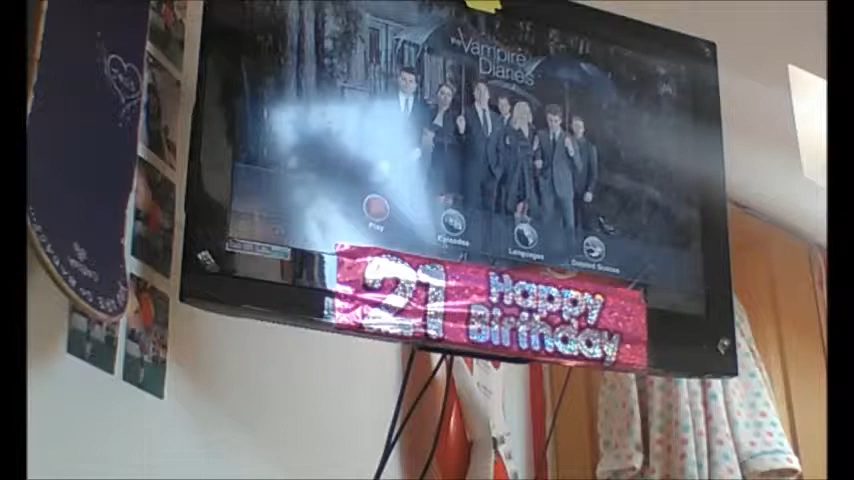 the
Vampire
Diaries
Play
Episodes
Languages
Deleted Scenes
21
Happy
Birthday